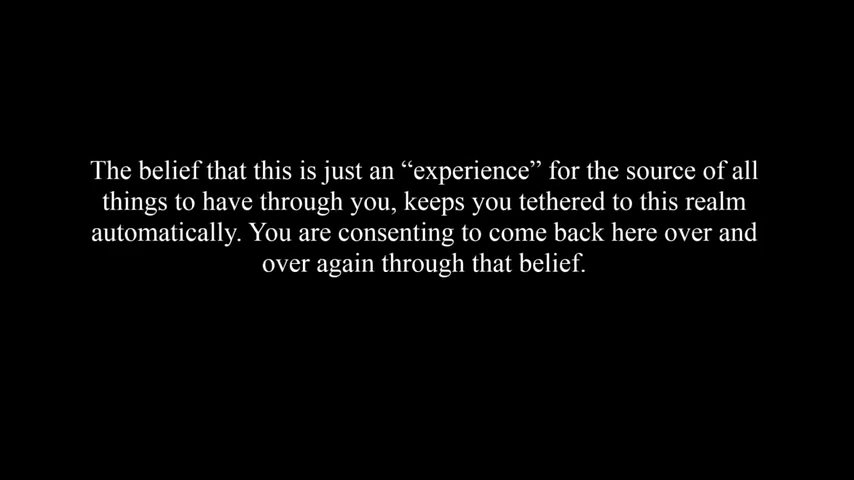 The belief that this is just an “experience” for the source of all
things to have through you, keeps you tethered to this realm
automatically. You are consenting to come back here over and
over again through that belief.